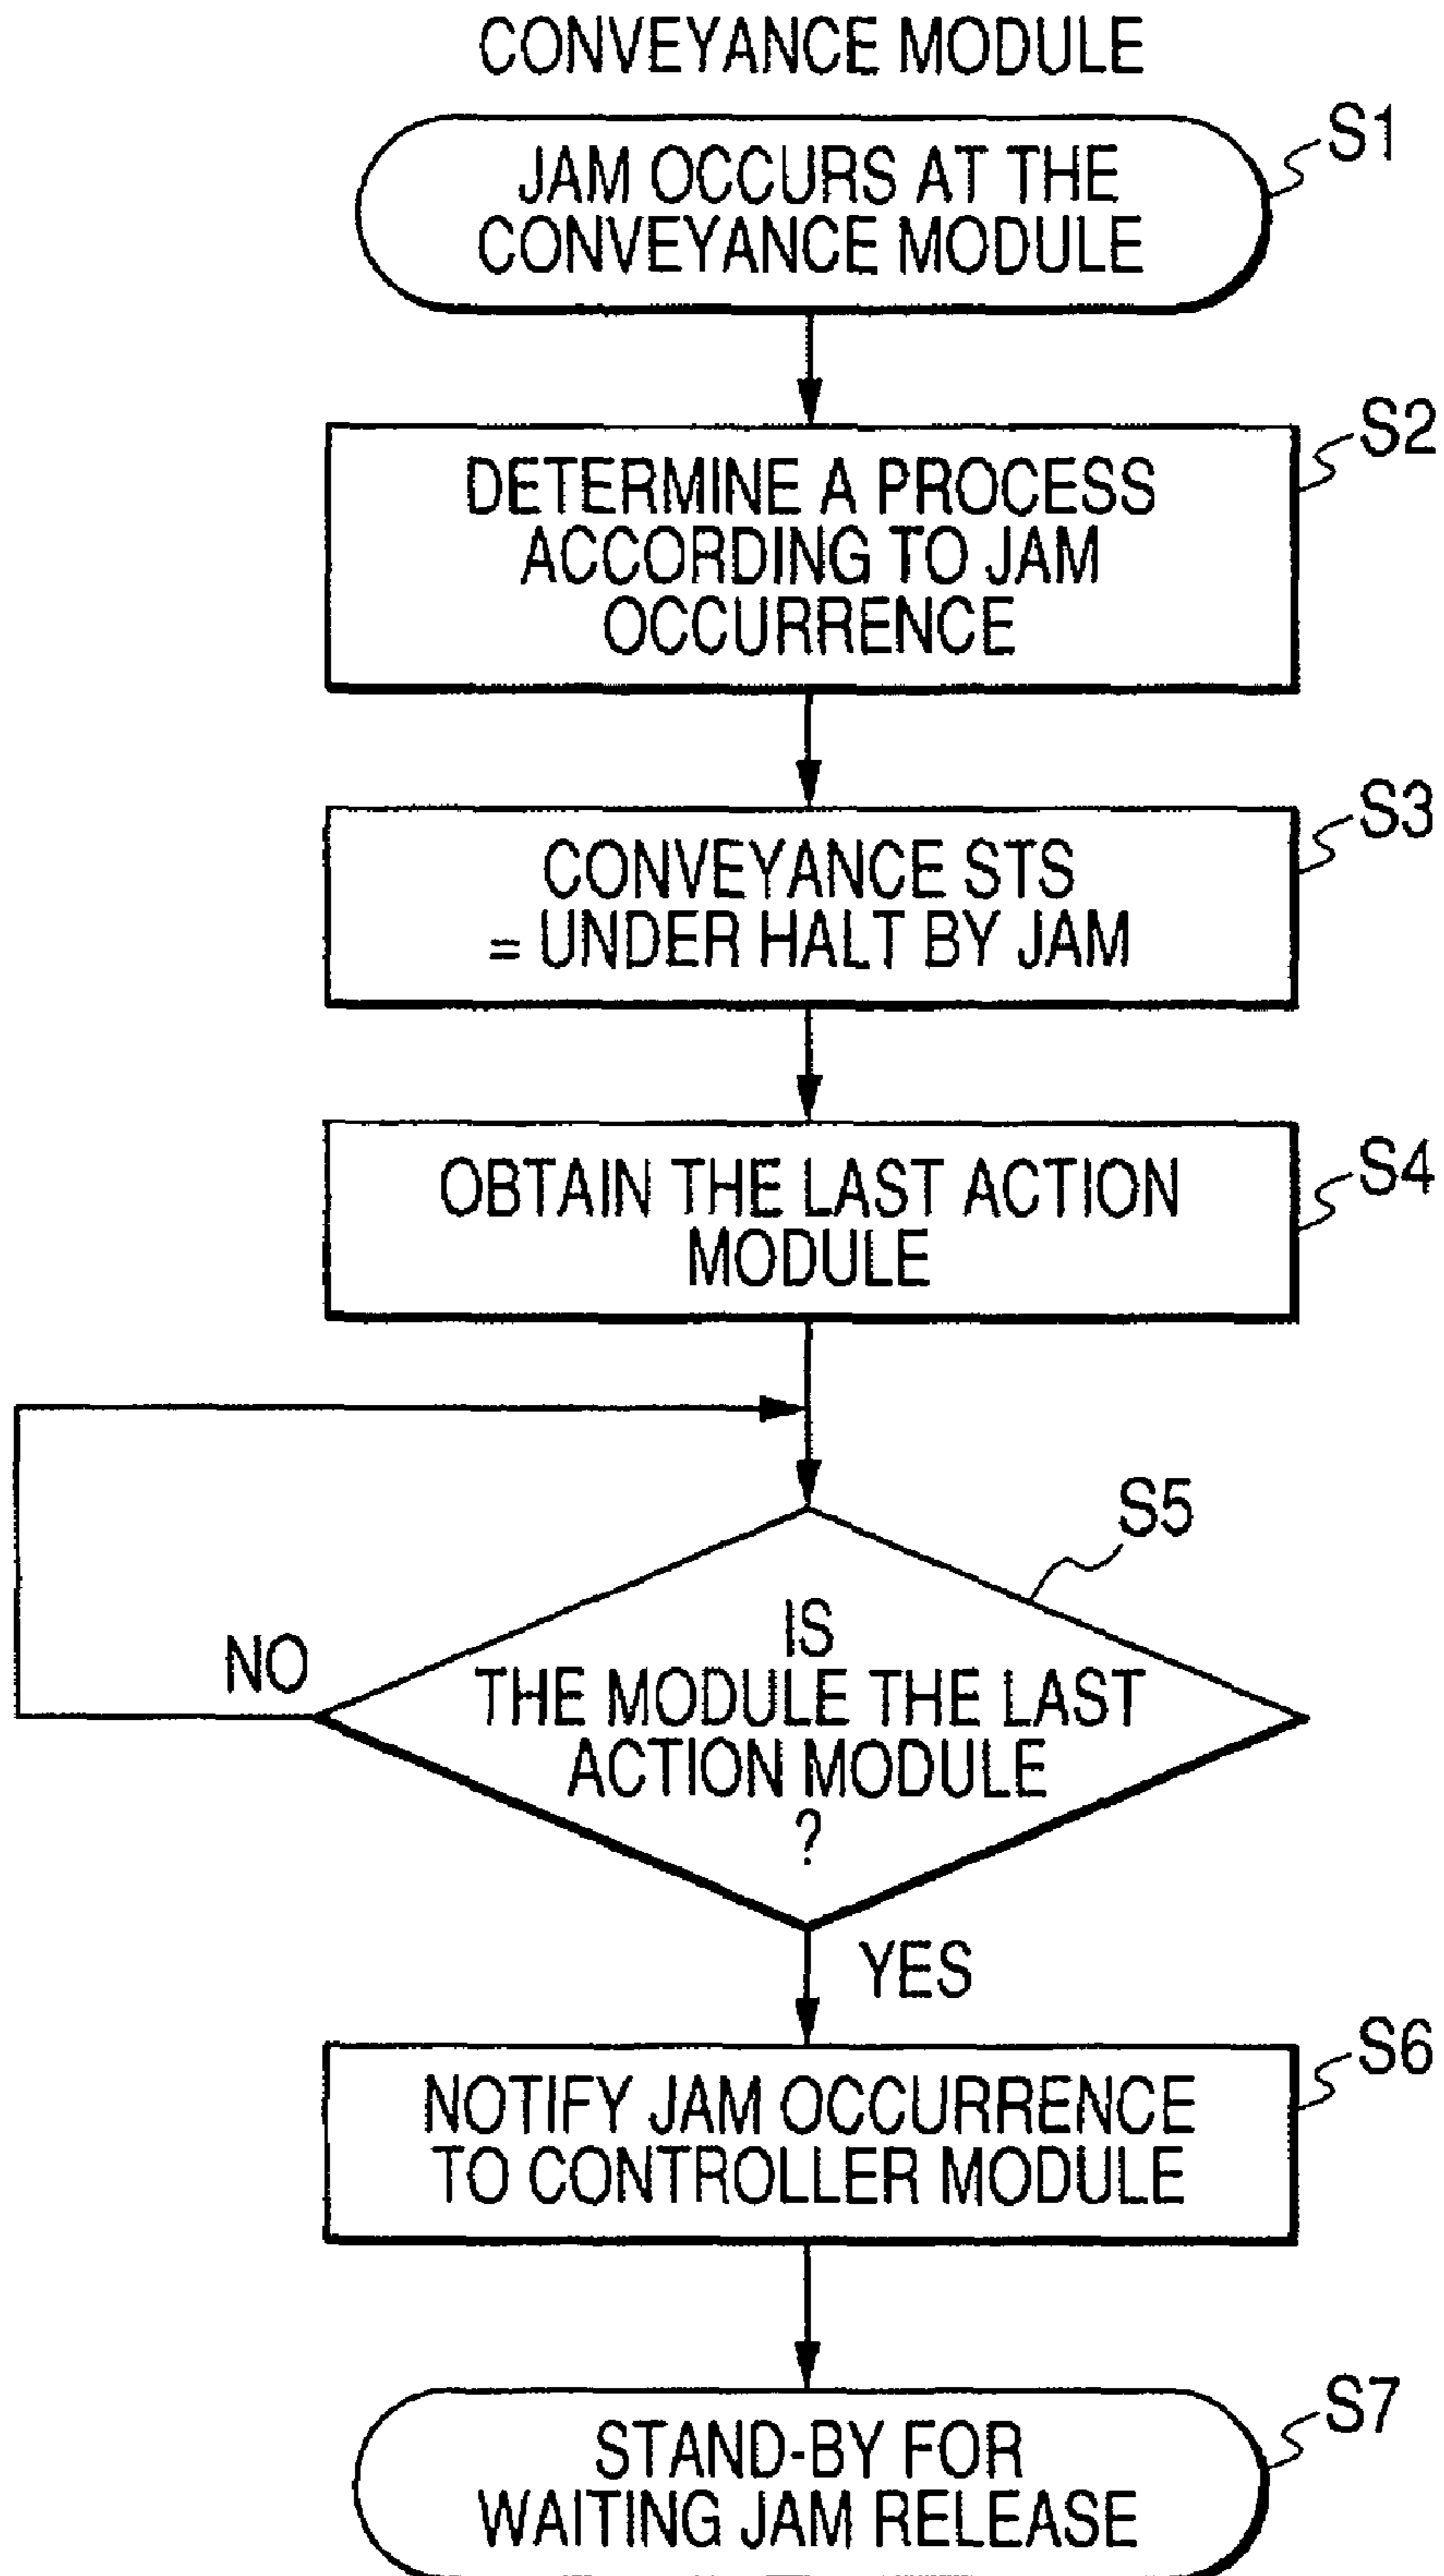 CONVEYANCE MODULE
S1
JAM OCCURS AT THE
CONVEYANCE MODULE
S2
DETERMINE A PROCESS
ACCORDING TO JAM
OCCURRENCE
S3
CONVEYANCE STS
= UNDER HALT BY JAM
S4
OBTAIN THE LAST ACTION
MODULE
S5
IS
THE MODULE THE LAST
ACTION MODULE
?
NO
YES
S6
NOTIFY JAM OCCURRENCE
TO CONTROLLER MODULE
S7
STAND-BY FOR
WAITING JAM RELEASE